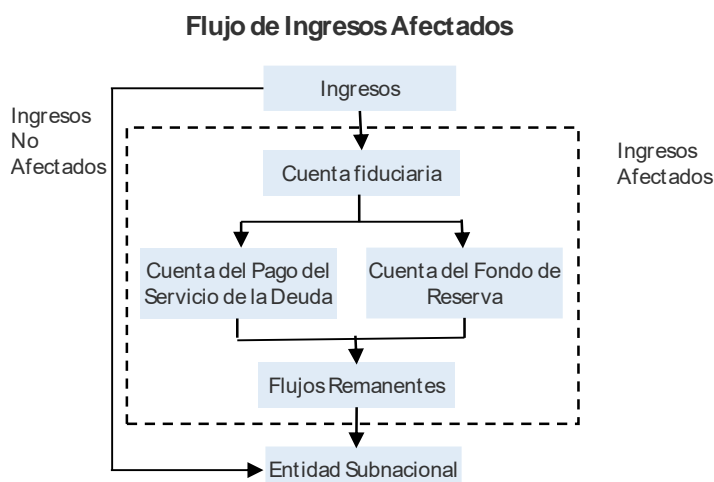 Flujo de Ingresos Afectados
Ingresos
Ingresos
No
Afectados
Ingresos
Afectados
Cuenta fiduciaria
Cuenta del Pago del
Servicio de la Deuda
Cuenta del Fondo de
Reserva
Flujos Remanentes
Entidad Subnacional